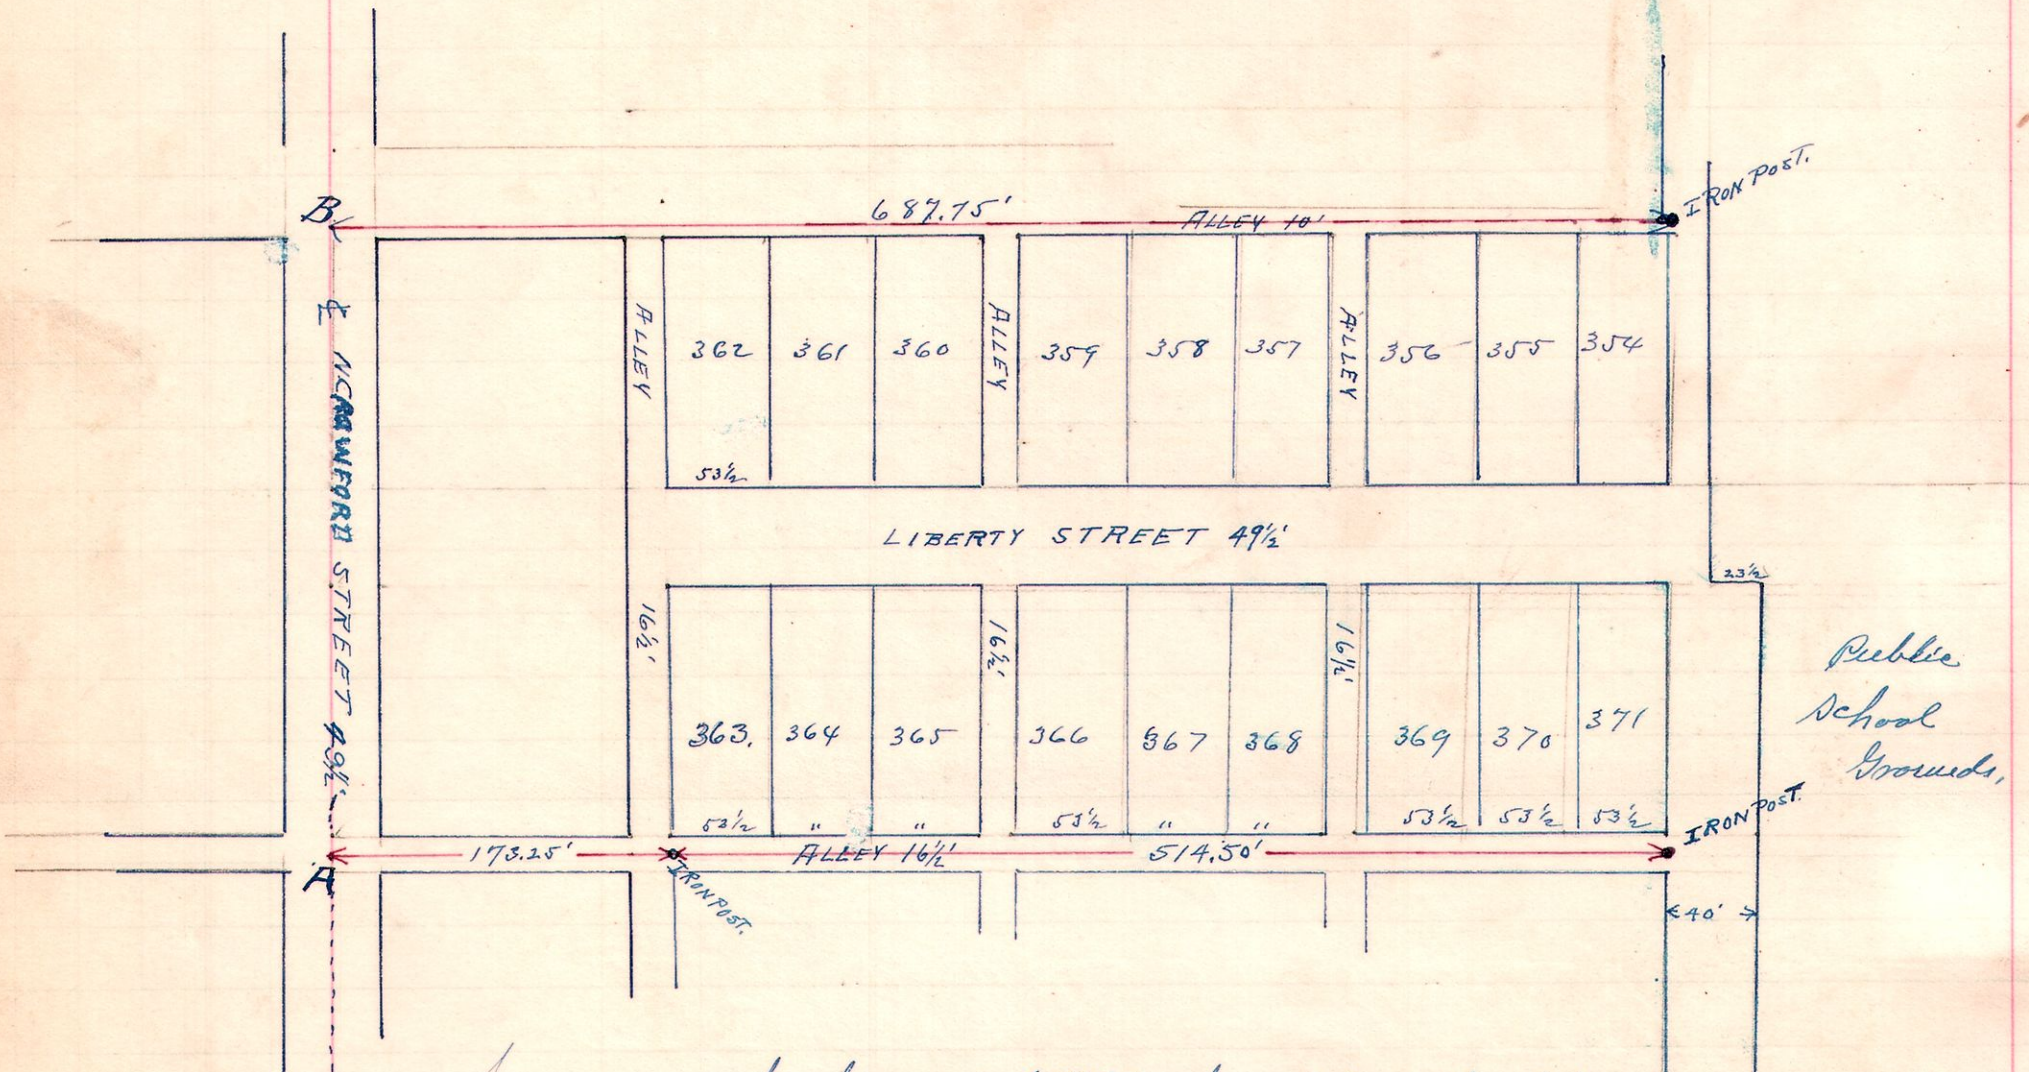 IRON POST.
B
687.75'
ALLEY 10'
℄ N CRAWFORD STREET 49½'
ALLEY
ALLEY
ALLEY
362 361 360 359 358 357 356 355 354
53½
LIBERTY STREET 49½'
23½
16½'
16½'
16½'
Public
School
Grounds,
363. 364 365 366 367 368 369 370 371
53½ " " 53½ " " 53½ 53½ 53½
IRON POST.
A
173.25'
ALLEY 16½'
514.50'
IRON POST.
40'